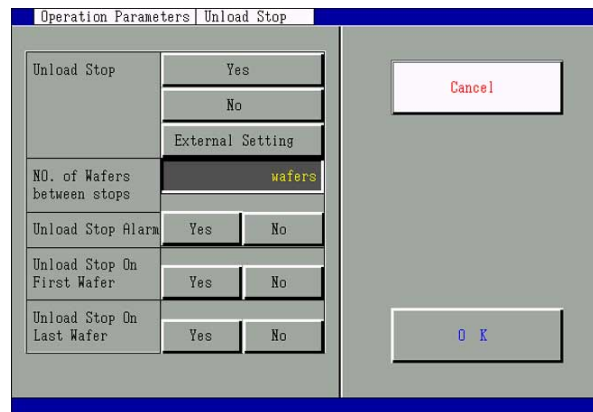 Operation Parameters Unload Stop
Unload Stop
Yes
No
External Setting
NO. of Wafers
between stops
wafers
Unload Stop Alarm
Yes No
Unload Stop On
First Wafer
Yes No
Unload Stop On
Last Wafer
Yes No
Cancel
O K